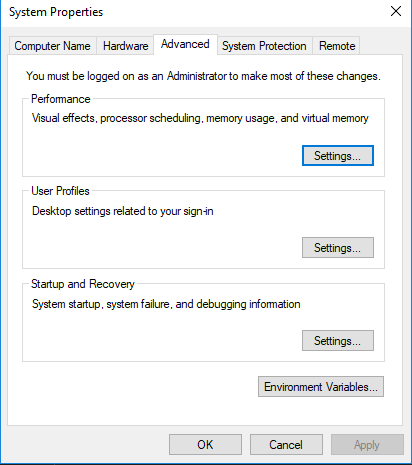 System Properties
Computer Name Hardware Advanced System Protection Remote
You must be logged on as an Administrator to make most of these changes.
Performance
Visual effects, processor scheduling, memory usage, and virtual memory
Settings...
User Profiles
Desktop settings related to your sign-in
Settings...
Startup and Recovery
System startup, system failure, and debugging information
Settings...
Environment Variables...
OK Cancel Apply